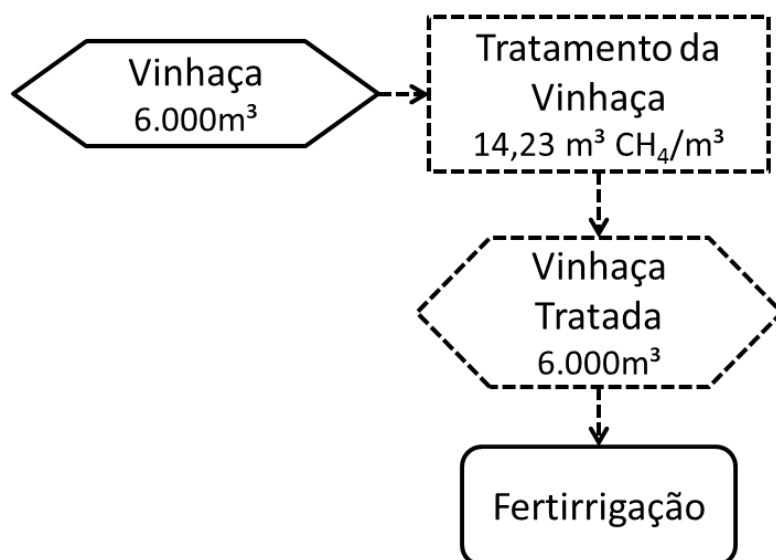 Vinhaça
6.000m³
Tratamento da
Vinhaça
14,23 m³ CH₄/m³
Vinhaça
Tratada
6.000m³
Fertirrigação